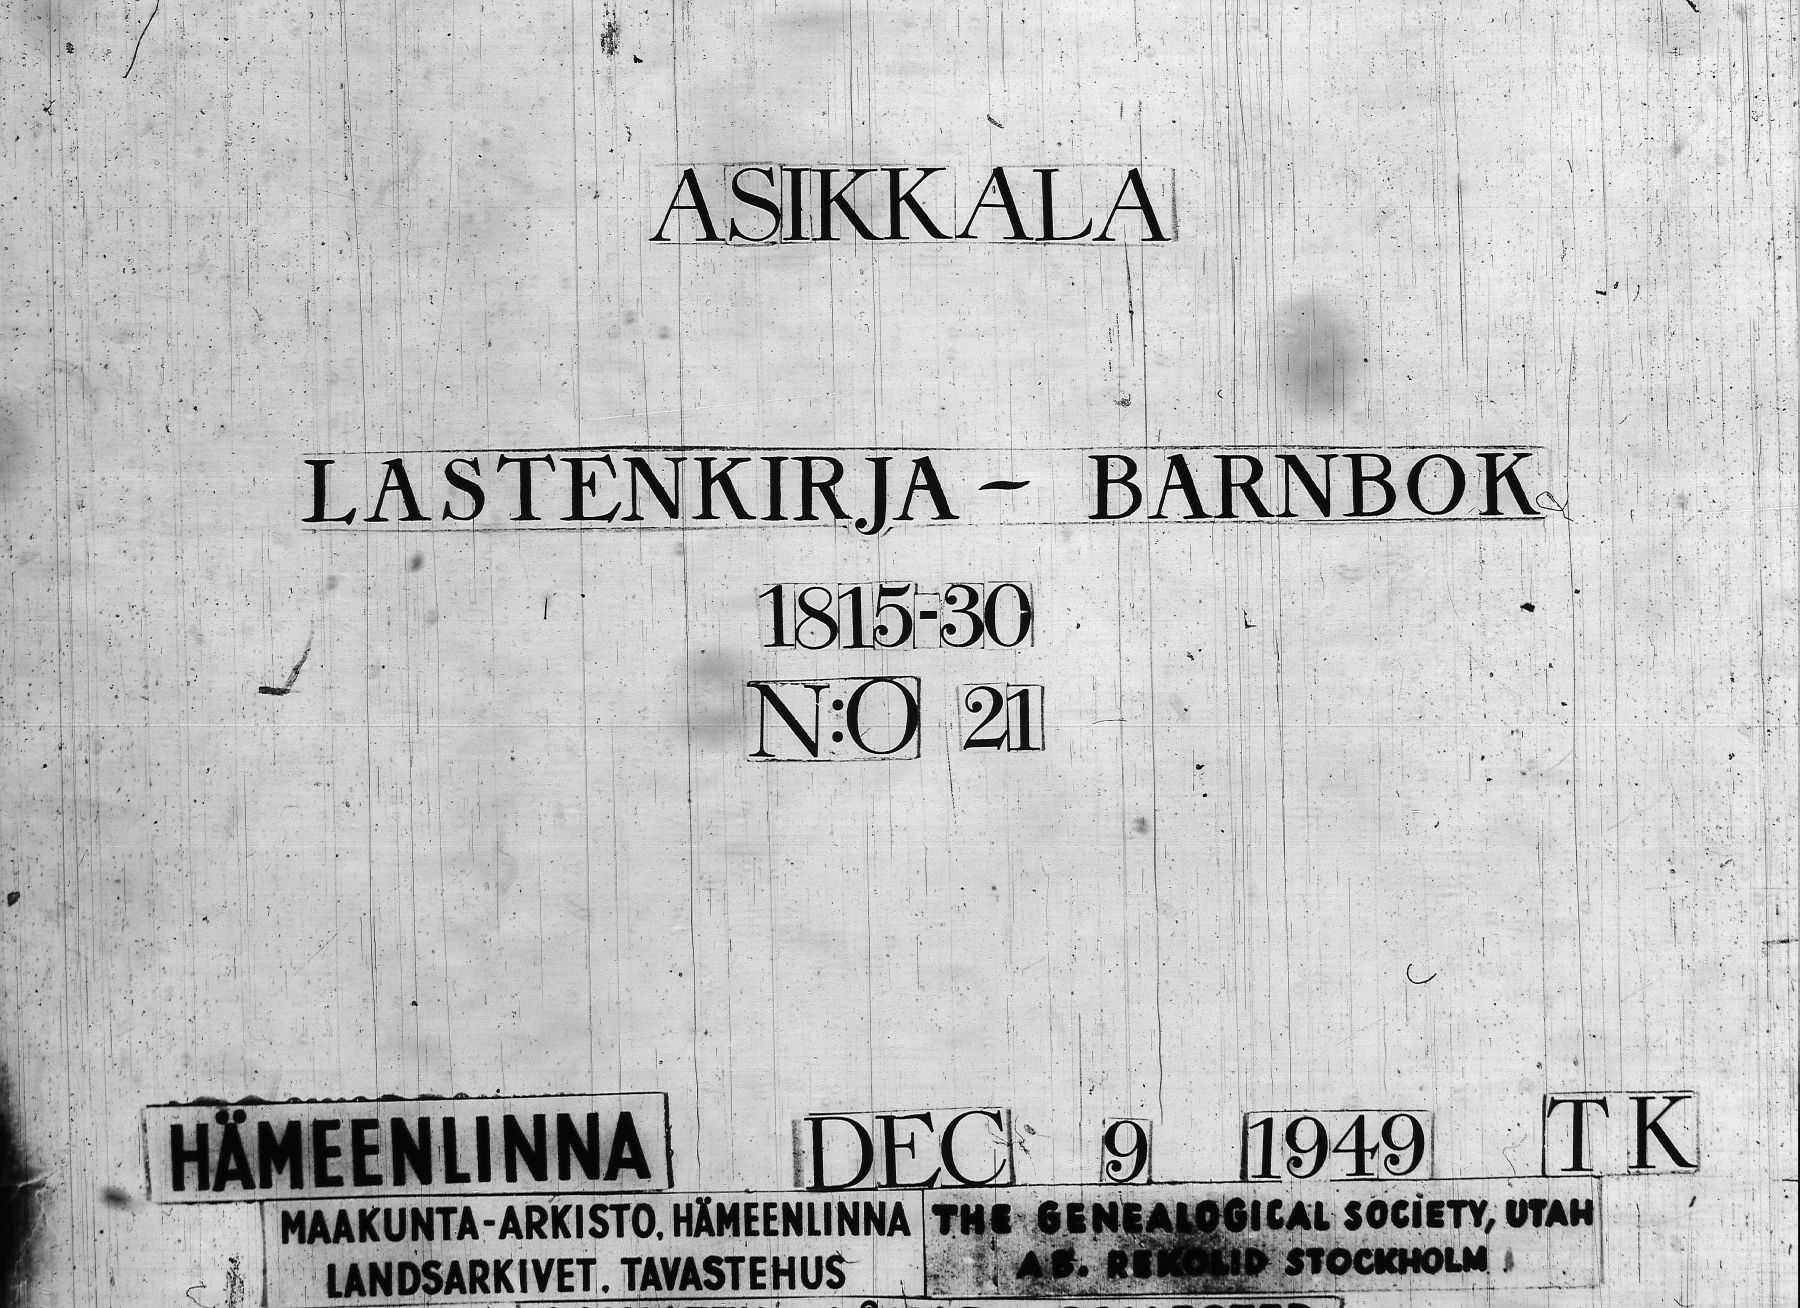 ASIKKALA
LASTENKIRJA - BARNBOK
1815-30
N:O 21
HÄMEENLINNA DEC 9 1949 TK
MAAKUNTA-ARKISTO, HÄMEENLINNA
LANDSARKIVET. TAVASTEHUS
THE GENEALOGICAL SOCIETY, UTAH
AB. REKOLID STOCKHOLM